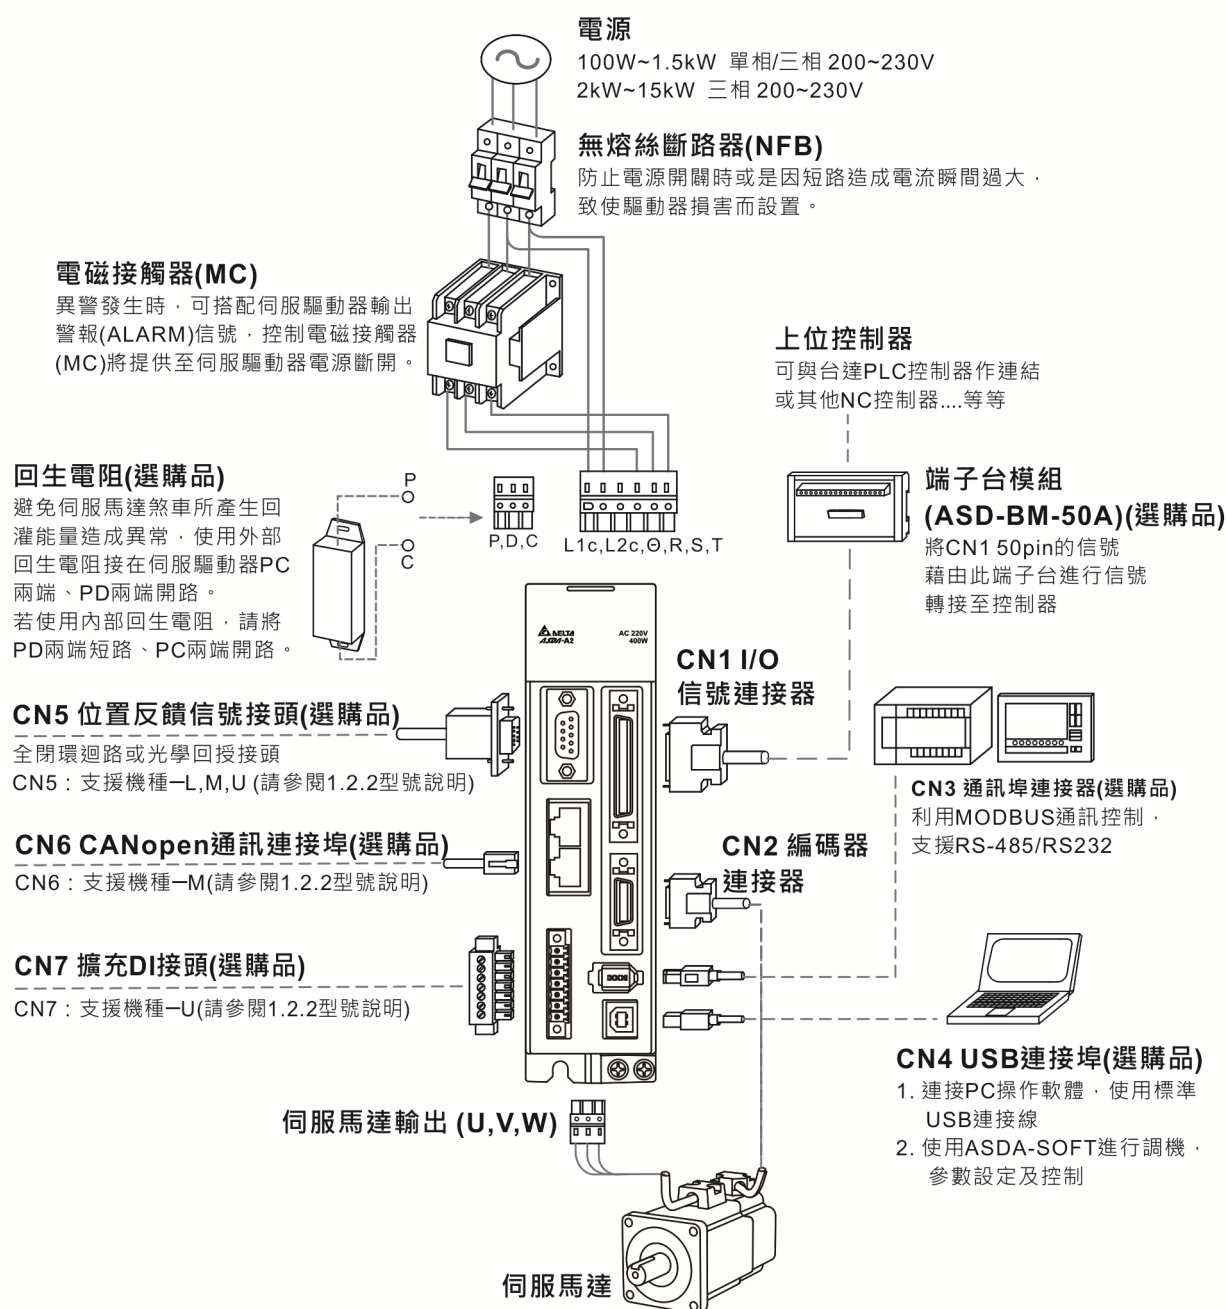 電源
100W~1.5kW 單相/三相 200~230V
2kW~15kW 三相 200~230V
無熔絲斷路器(NFB)
防止電源開闢時或是因短路造成電流瞬間過大，
致使驅動器損害而設置。
電磁接觸器(MC)
異警發生時，可搭配伺服驅動器輸出
警報(ALARM)信號，控制電磁接觸器
(MC)將提供至伺服驅動器電源斷開。
上位控制器
可與台達PLC控制器作連結
或其他NC控制器....等等
回生電阻(選購品)
避免伺服馬達煞車所產生回
灌能量造成異常，使用外部
回生電阻接在伺服驅動器PC
兩端、PD兩端開路。
若使用內部回生電阻，請將
PD兩端短路、PC兩端開路。
P
C
P,D,C
L1c,L2c,Θ,R,S,T
端子台模組
(ASD-BM-50A)(選購品)
將CN1 50pin的信號
藉由此端子台進行信號
轉接至控制器
DELTA
ASDA-A2
AC 220V
400W
CN1 I/O
信號連接器
CN5 位置反饋信號接頭(選購品)
全閉環迴路或光學回授接頭
CN5：支援機種─L,M,U (請參閱1.2.2型號說明)
CN3 通訊埠連接器(選購品)
利用MODBUS通訊控制，
支援RS-485/RS232
CN6 CANopen通訊連接埠(選購品)
CN6：支援機種─M(請參閱1.2.2型號說明)
CN2 編碼器
連接器
CN7 擴充DI接頭(選購品)
CN7：支援機種─U(請參閱1.2.2型號說明)
CN4 USB連接埠(選購品)
1. 連接PC操作軟體，使用標準
USB連接線
2. 使用ASDA-SOFT進行調機，
參數設定及控制
伺服馬達輸出 (U,V,W)
伺服馬達